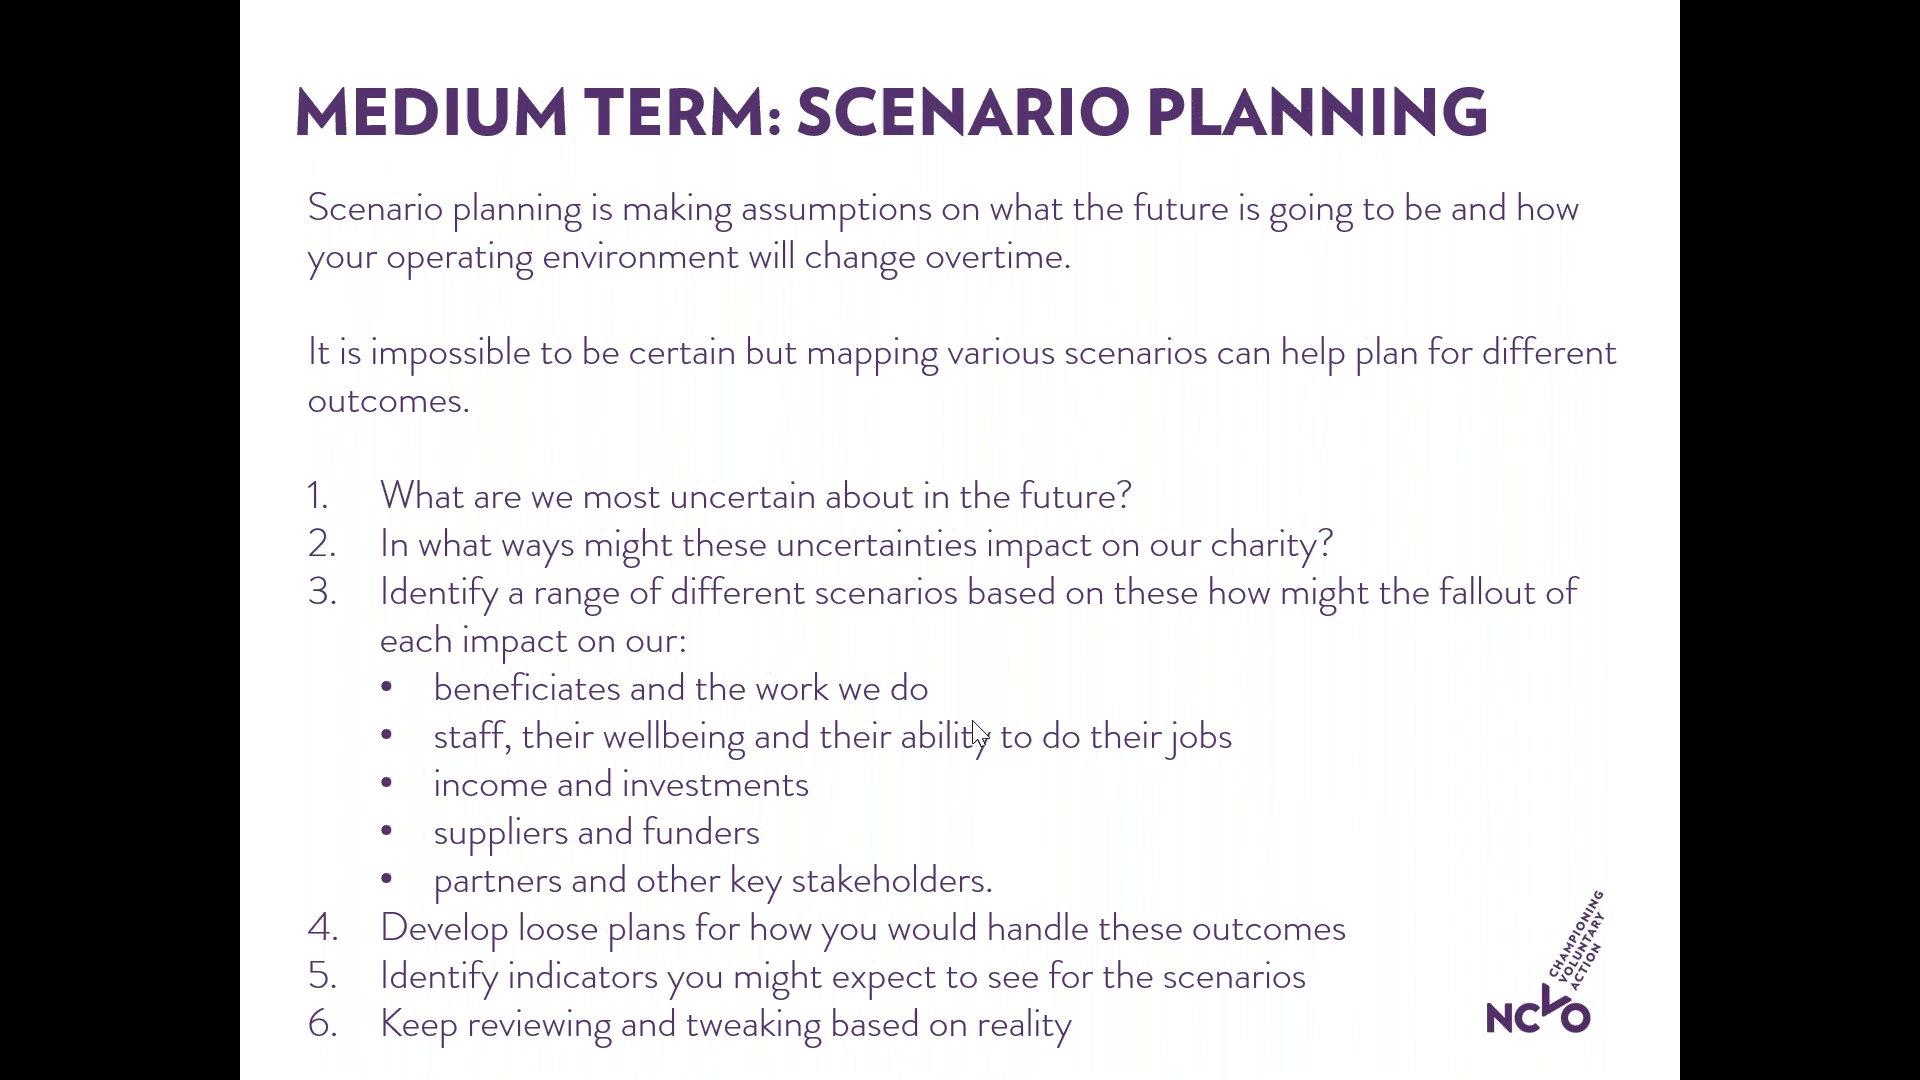 MEDIUM TERM: SCENARIO PLANNING
Scenario planning is making assumptions on what the future is going to be and how
your operating environment will change overtime.
It is impossible to be certain but mapping various scenarios can help plan for different
outcomes.
1. What are we most uncertain about in the future?
2. In what ways might these uncertainties impact on our charity?
3. Identify a range of different scenarios based on these how might the fallout of
each impact on our:
• beneficiates and the work we do
• staff, their wellbeing and their ability to do their jobs
• income and investments
• suppliers and funders
• partners and other key stakeholders.
4. Develop loose plans for how you would handle these outcomes
5. Identify indicators you might expect to see for the scenarios
6. Keep reviewing and tweaking based on reality
CHAMPIONING
VOLUNTARY
ACTION
NCVO